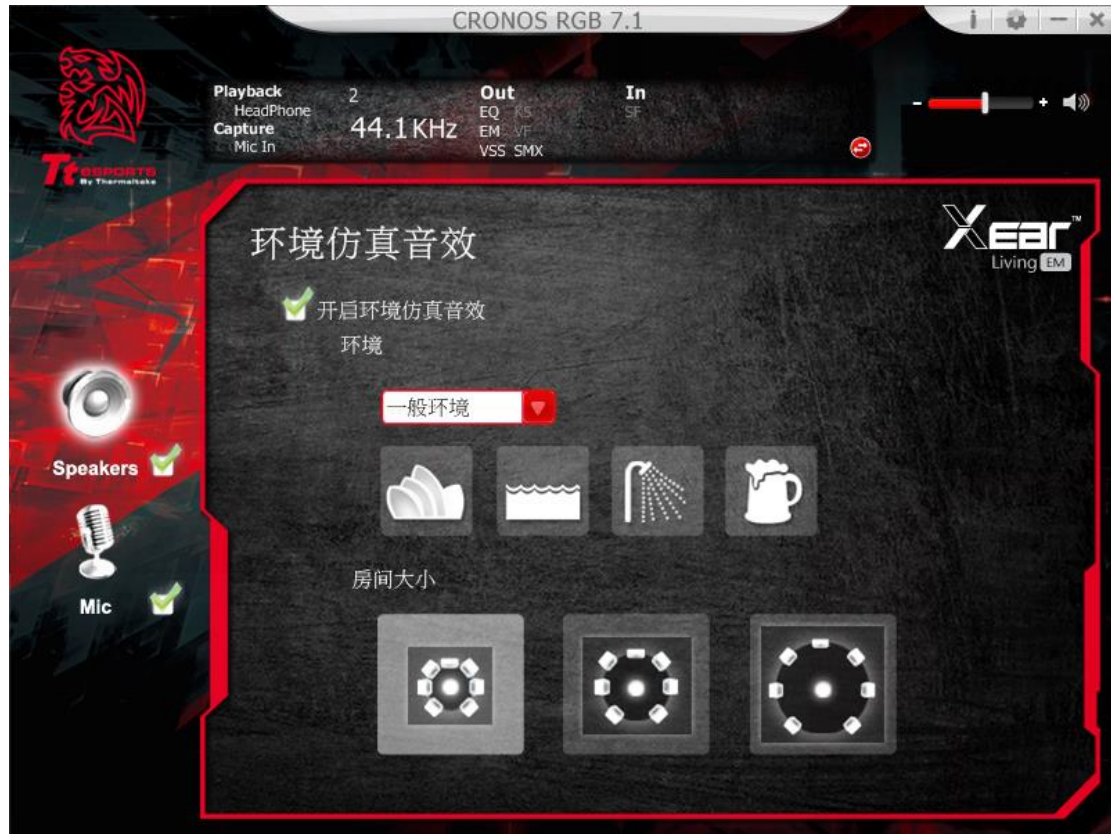 CRONOS RGB 7.1
Playback 2 Out In
HeadPhone EQ KS SF
Capture 44.1KHz EM VF
Mic In VSS SMX
Tt eSPORTS
By Thermaltake
Xear™
Living EM
环境仿真音效
开启环境仿真音效
环境
一般环境
Speakers
房间大小
Mic